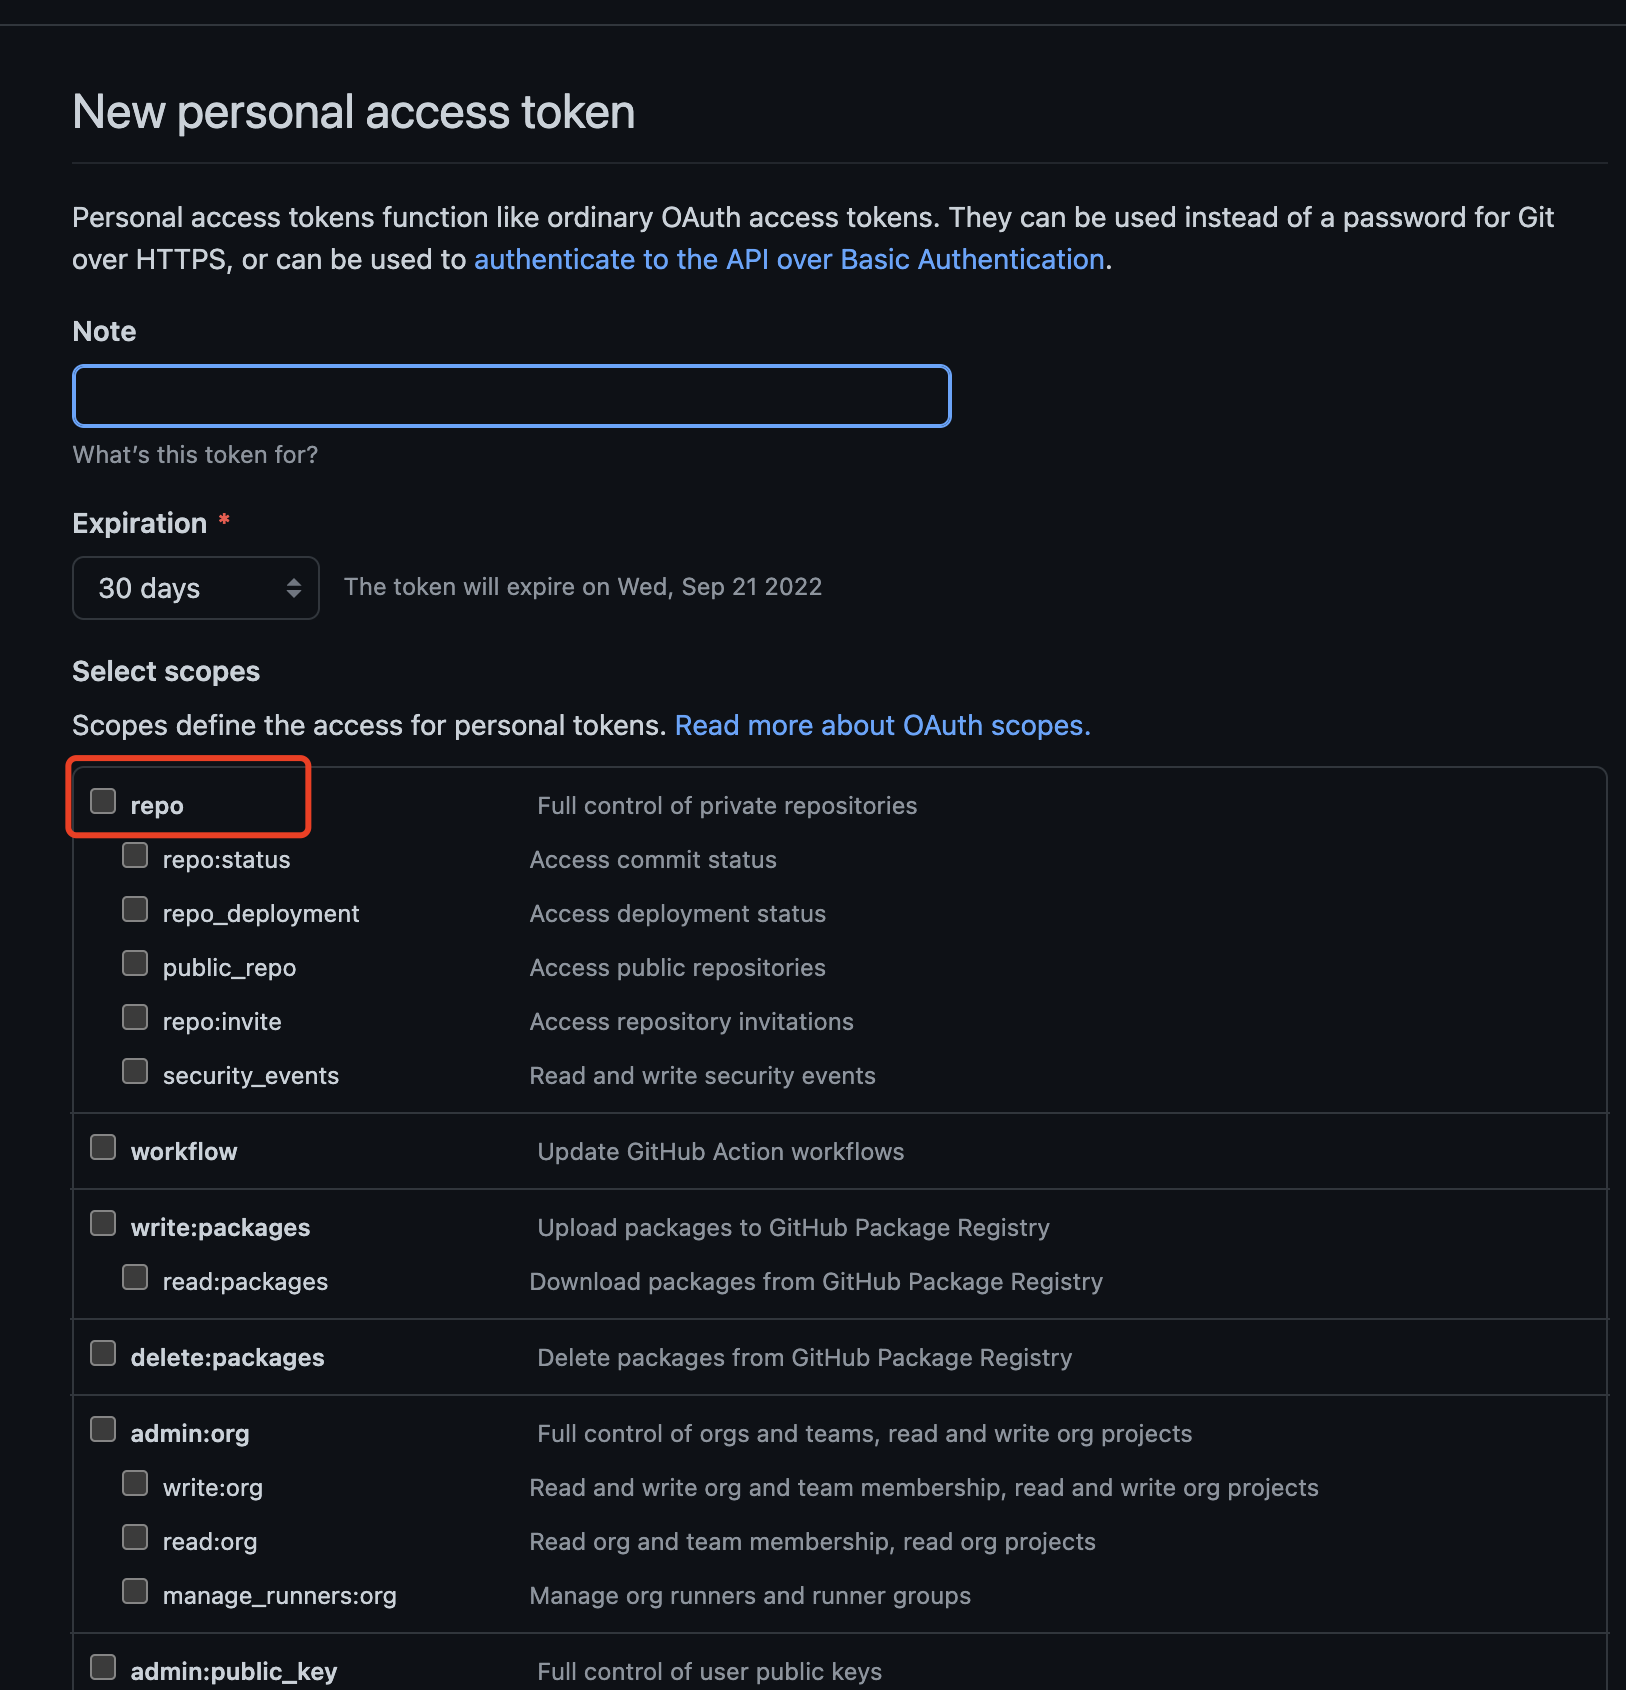 New personal access token
Personal access tokens function like ordinary OAuth access tokens. They can be used instead of a password for Git
over HTTPS, or can be used to authenticate to the API over Basic Authentication.
Note
What’s this token for?
Expiration *
30 days The token will expire on Wed, Sep 21 2022
Select scopes
Scopes define the access for personal tokens. Read more about OAuth scopes.
repo Full control of private repositories
repo:status Access commit status
repo_deployment Access deployment status
public_repo Access public repositories
repo:invite Access repository invitations
security_events Read and write security events
workflow Update GitHub Action workflows
write:packages Upload packages to GitHub Package Registry
read:packages Download packages from GitHub Package Registry
delete:packages Delete packages from GitHub Package Registry
admin:org Full control of orgs and teams, read and write org projects
write:org Read and write org and team membership, read and write org projects
read:org Read org and team membership, read org projects
manage_runners:org Manage org runners and runner groups
admin:public_key Full control of user public keys